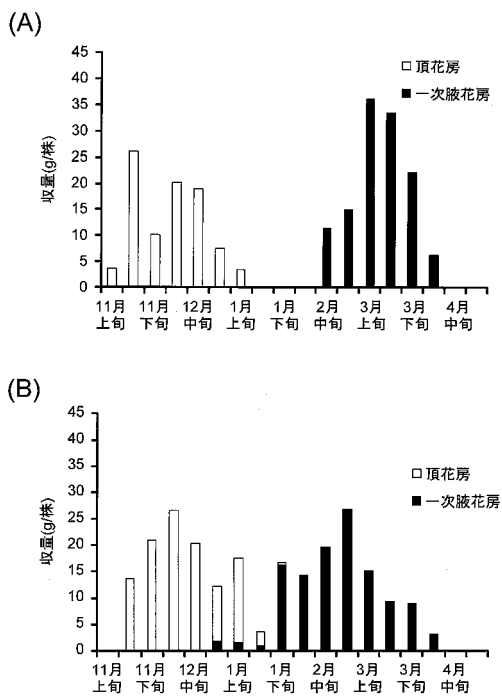 (A)
45
40
35
30
25
20
15
10
5
0
収量(g/株)
頂花房
一次腋花房
11月 11月 12月 1月 1月 2月 3月 3月 4月
上旬 下旬 中旬 上旬 下旬 中旬 上旬 下旬 中旬
(B)
45
40
35
30
25
20
15
10
5
0
収量(g/株)
頂花房
一次腋花房
11月 11月 12月 1月 1月 2月 3月 3月 4月
上旬 下旬 中旬 上旬 下旬 中旬 上旬 下旬 中旬